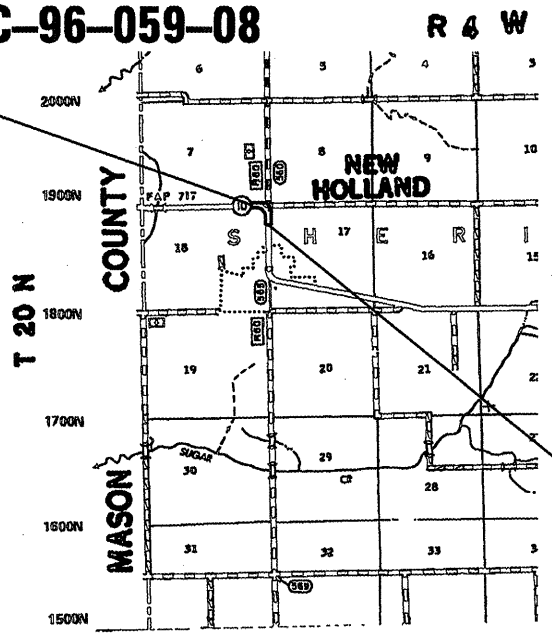 C-96-059-08
R 4 W
6 5 4 3
2000N
7 8 9 10
NEW
HOLLAND
1900N
FAP 717
10
COUNTY
S H E R I
18 17 16 15
T 20 N
1800N
19 20 21
1700N
SUGAR
CR
30 29 28
MASON
1600N
31 32 33
569
1500N